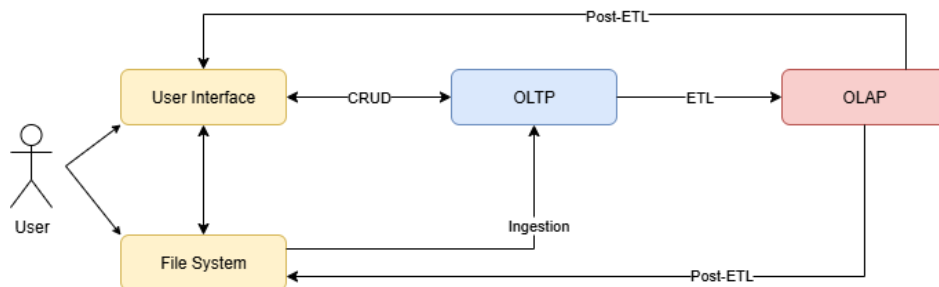 Post-ETL
User Interface
CRUD
OLTP
ETL
OLAP
User
Ingestion
File System
Post-ETL